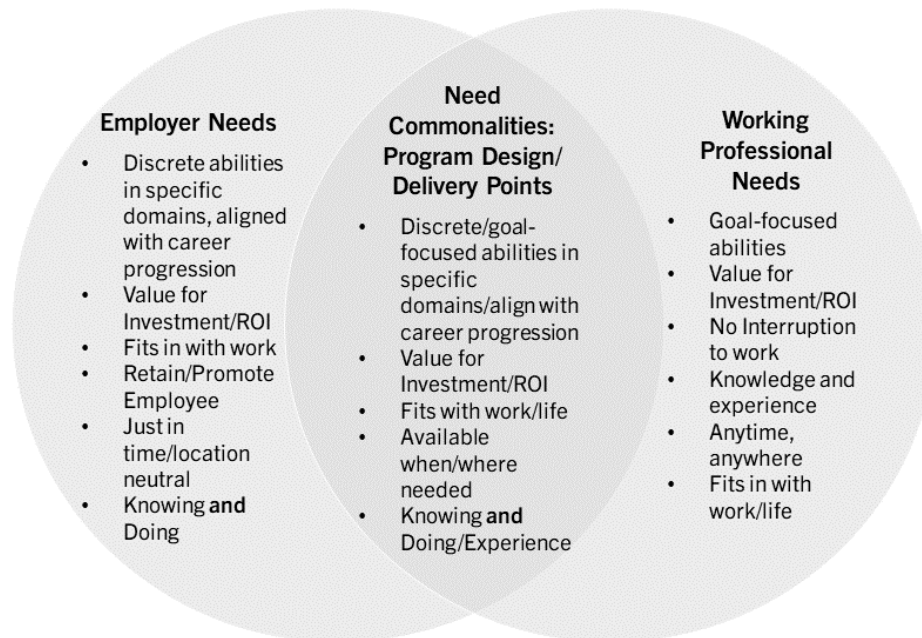 Employer Needs
• Discrete abilities
in specific
domains, aligned
with career
progression
• Value for
Investment/ROI
• Fits in with work
• Retain/Promote
Employee
• Just in
time/location
neutral
• Knowing and
Doing
Need
Commonalities:
Program Design/
Delivery Points
• Discrete/goal-
focused abilities in
specific
domains/align with
career progression
• Value for
Investment/ROI
• Fits with work/life
• Available
when/where
needed
• Knowing and
Doing/Experience
Working
Professional
Needs
• Goal-focused
abilities
• Value for
Investment/ROI
• No Interruption
to work
• Knowledge and
experience
• Anytime,
anywhere
• Fits in with
work/life